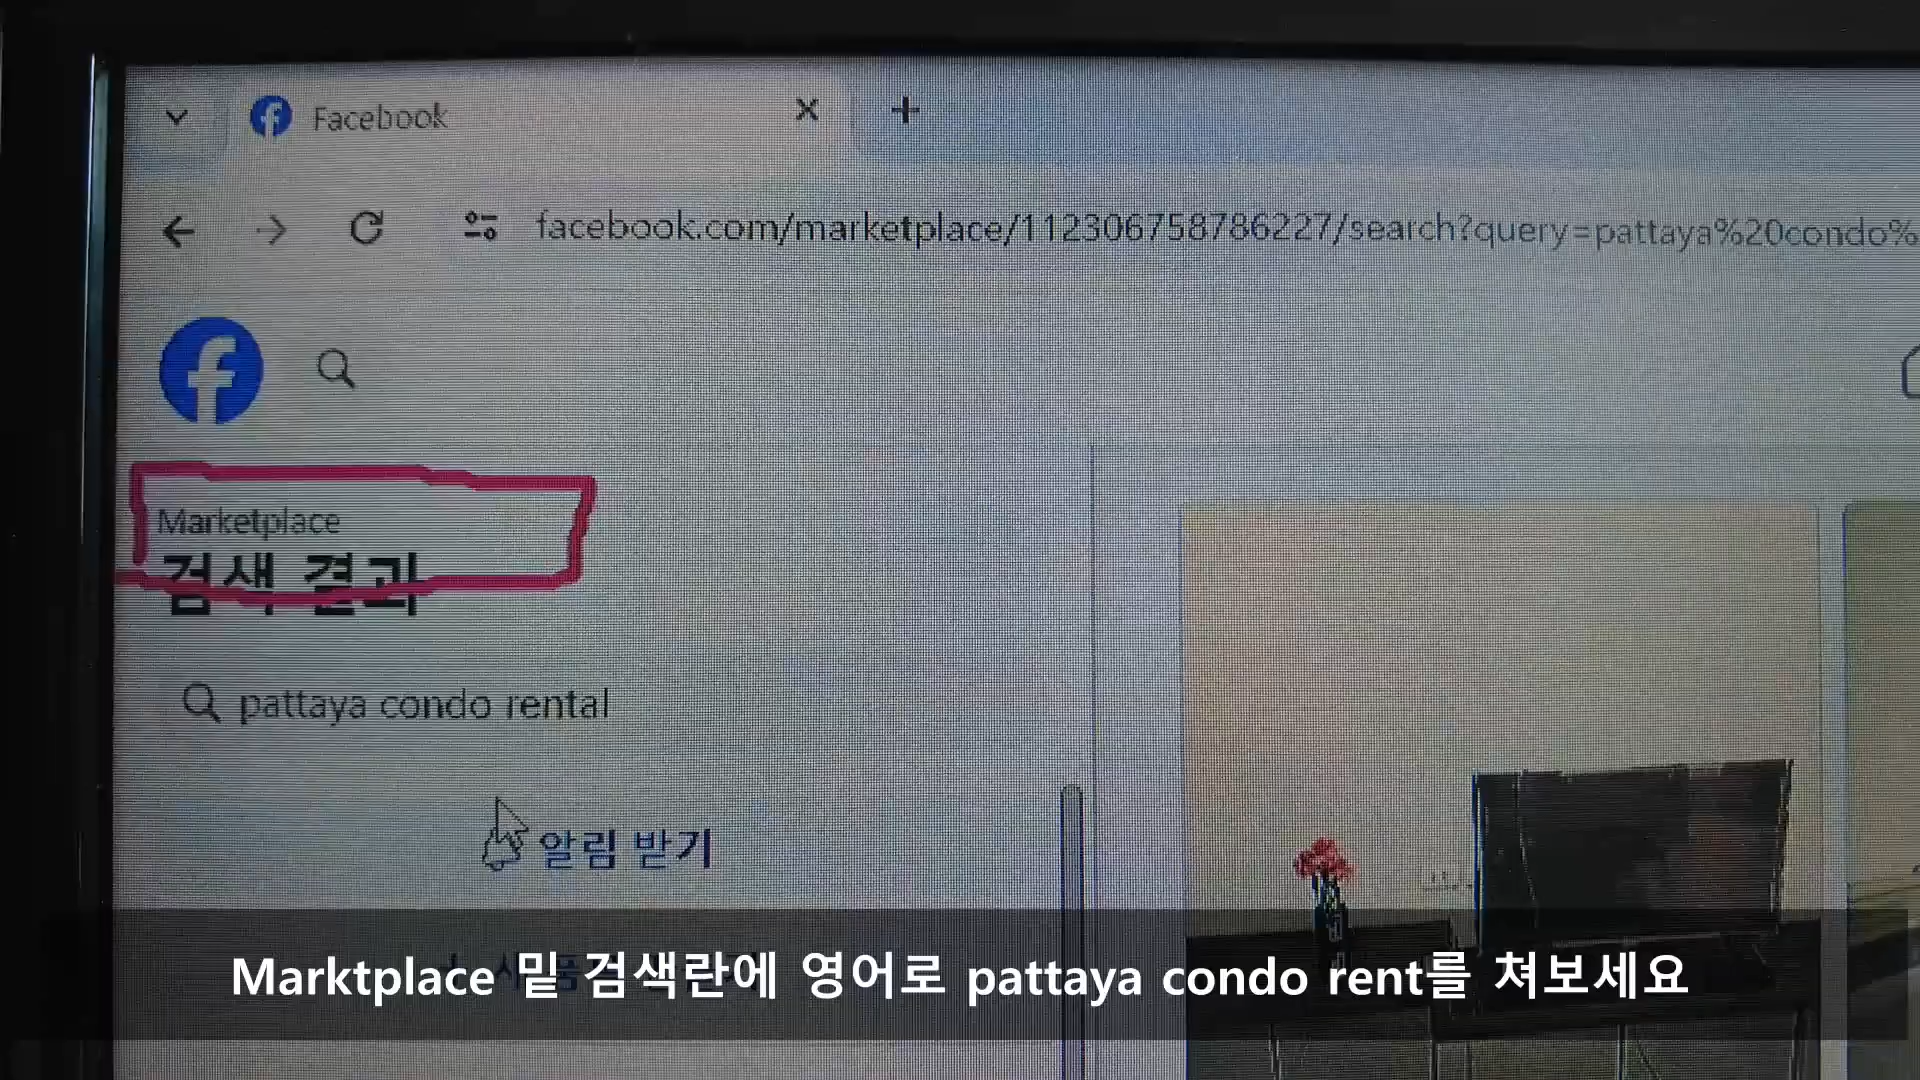 Facebook
facebook.com/marketplace/112306758786227/search?query=pattaya%20condo%
Marketplace
검색 결과
pattaya condo rental
알림 받기
Marktplace 밑 검색란에 영어로 pattaya condo rent를 쳐보세요